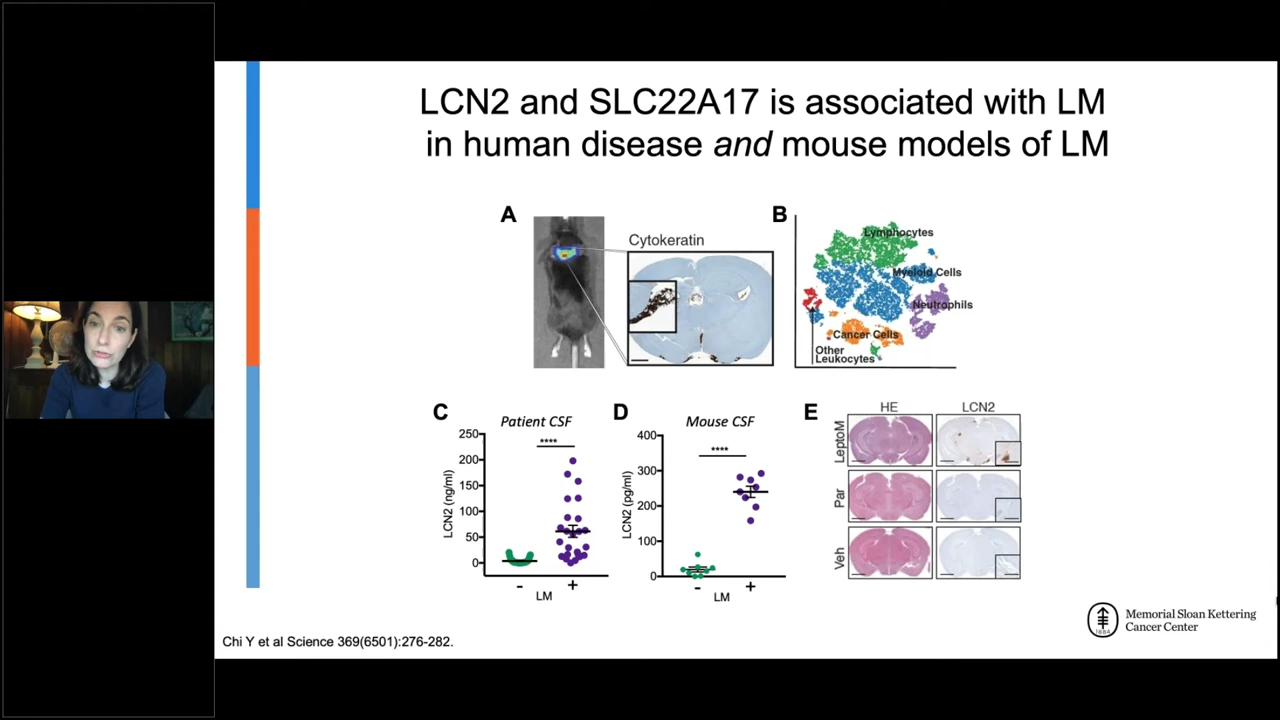 LCN2 and SLC22A17 is associated with LM
in human disease and mouse models of LM
A
Cytokeratin
B
Lymphocytes
Myeloid Cells
Neutrophils
Cancer Cells
Other
Leukocytes
C
Patient CSF
****
LCN2 (ng/ml)
250
200
150
100
50
0
- +
LM
D
Mouse CSF
****
LCN2 (pg/ml)
400
300
200
100
0
- +
LM
E
HE LCN2
LeptoM
Par
Veh
Chi Y et al Science 369(6501):276-282.
1884
Memorial Sloan Kettering
Cancer Center